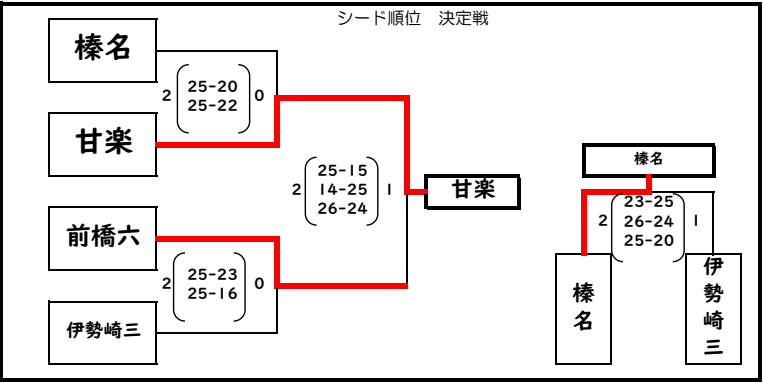 シード順位　決定戦
榛名
2 25-20 0
25-22
甘楽
25-15
2 14-25 1
26-24
甘楽
前橋六
2 25-23 0
25-16
伊勢崎三
榛名
23-25
2 26-24 1
25-20
榛名
伊勢崎三